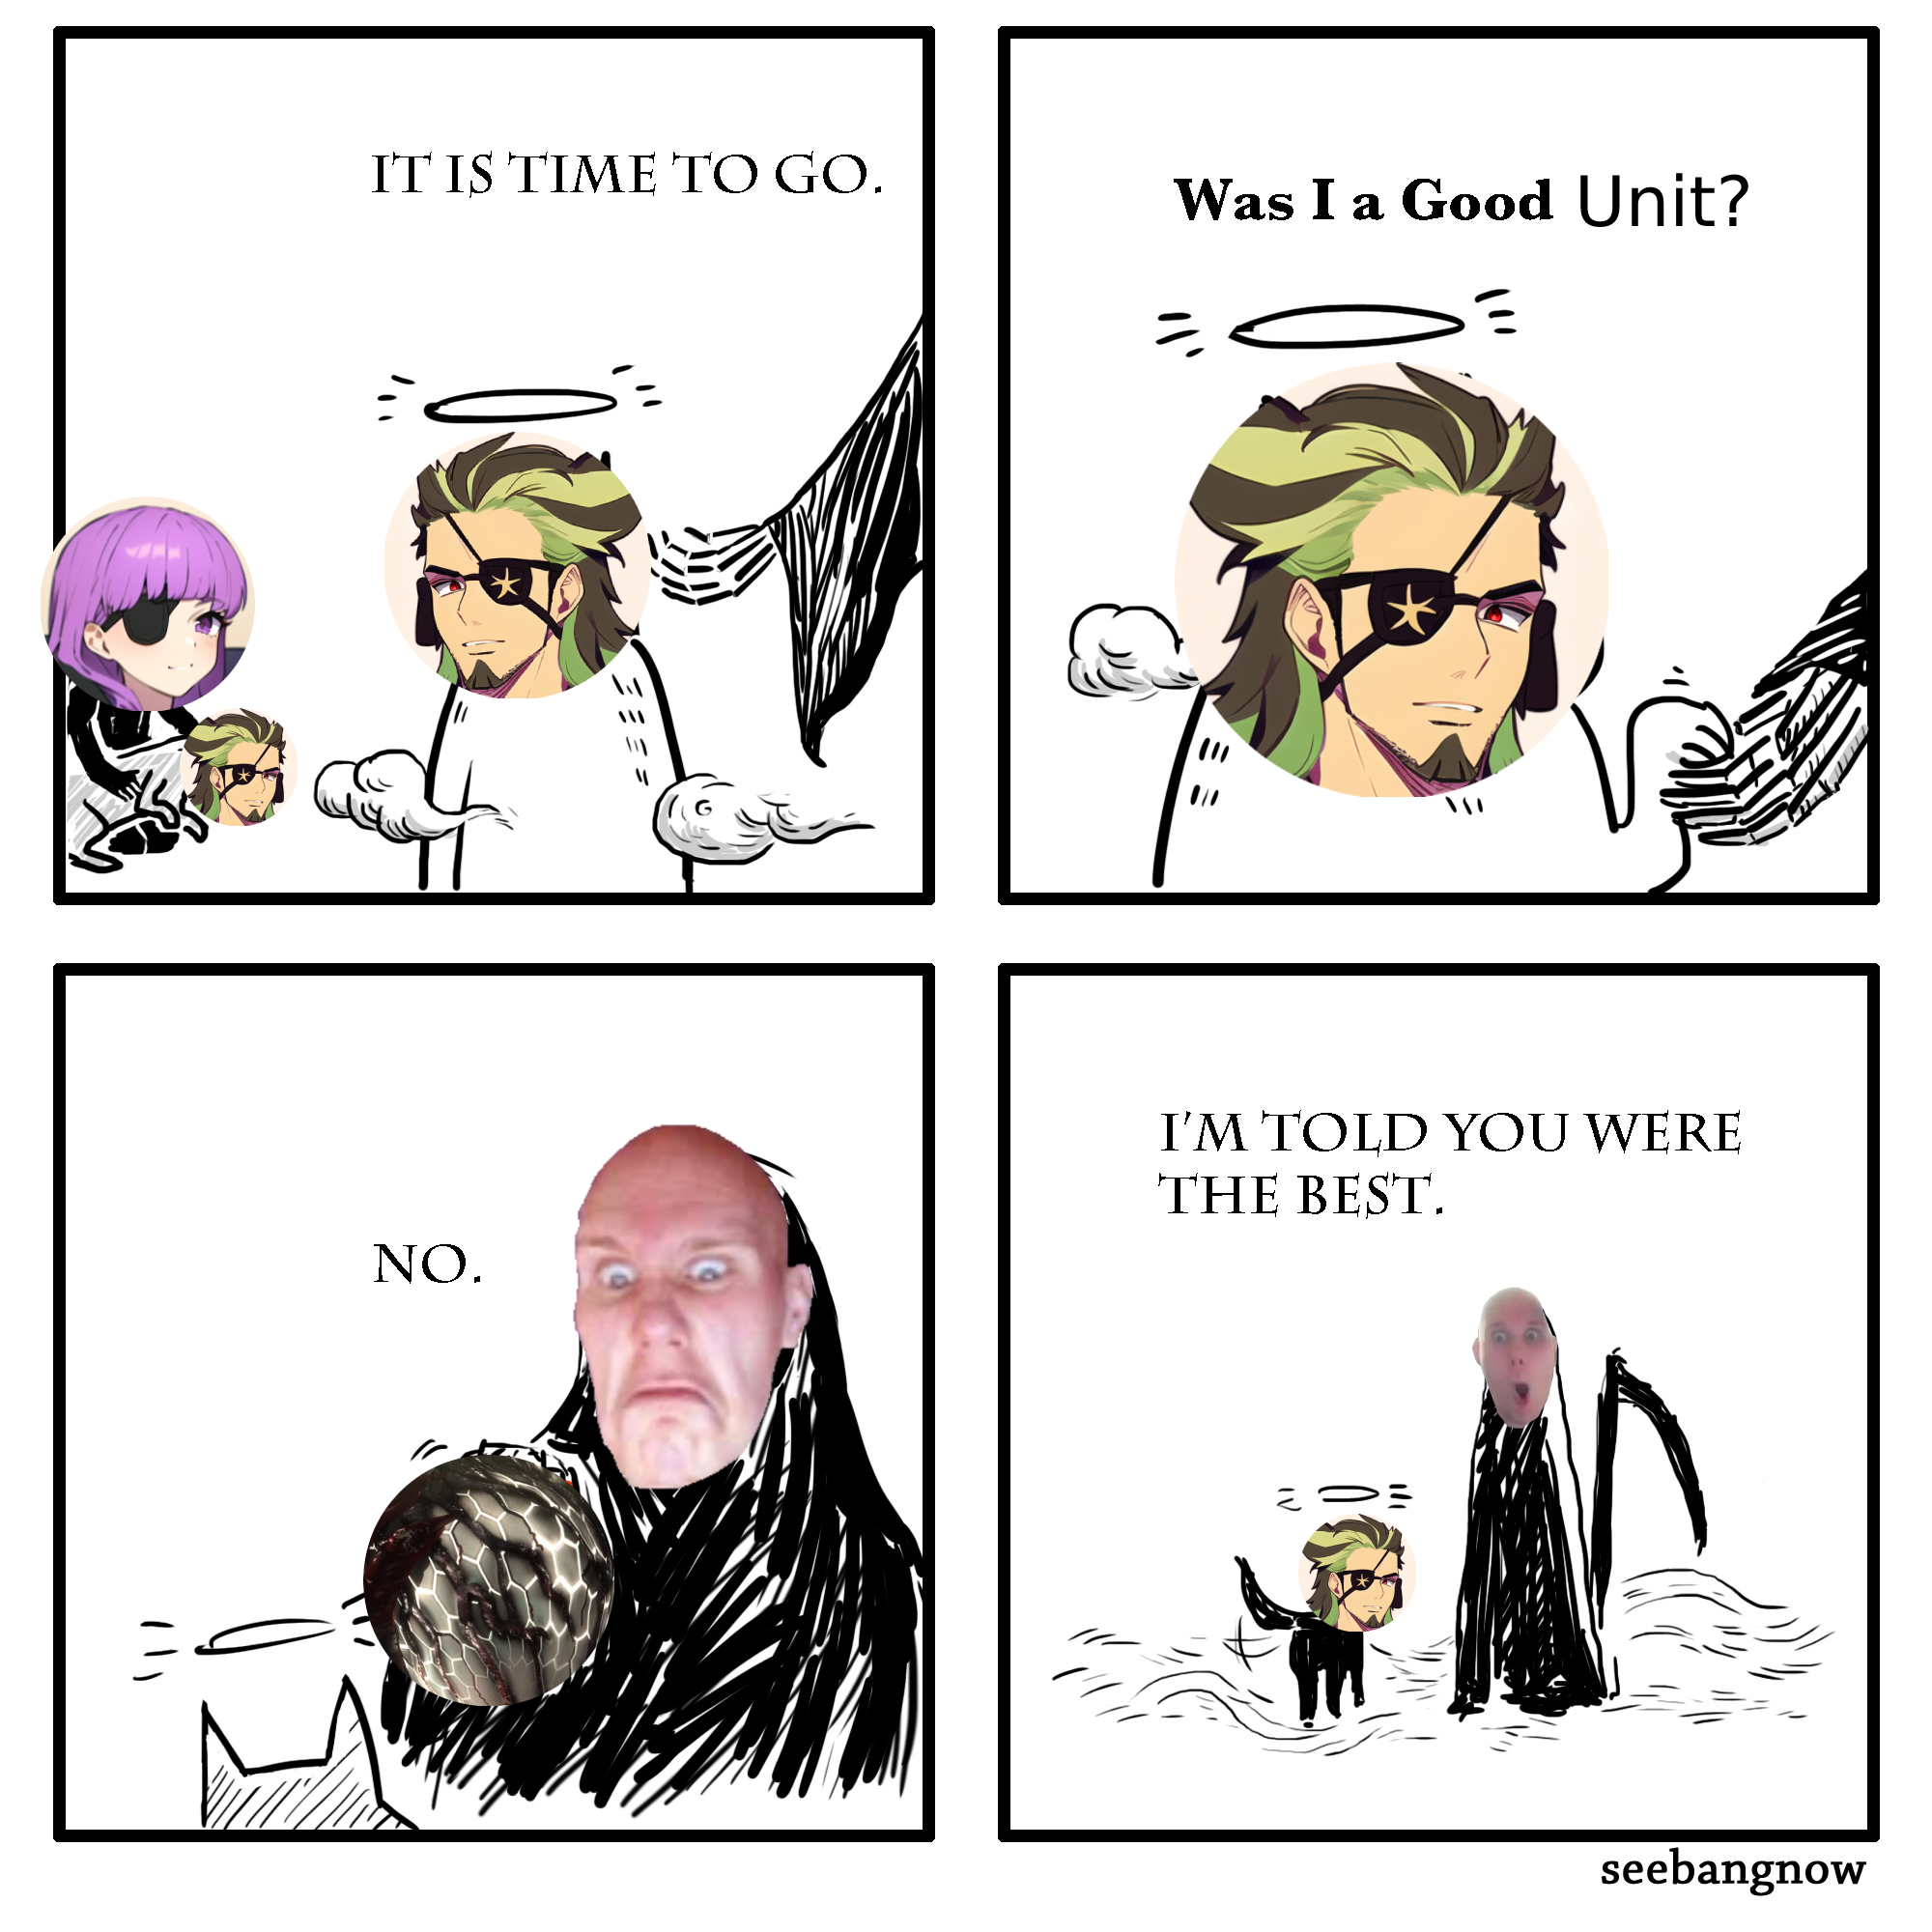 IT IS TIME TO GO.
Was I a Good Unit?
NO.
I'M TOLD YOU WERE
THE BEST.
seebangnow